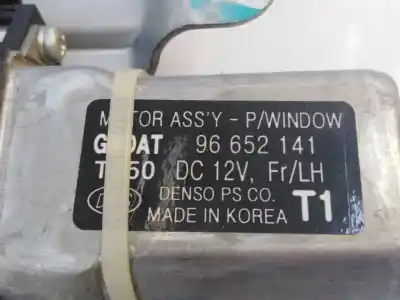 MOTOR ASS'Y - P/WINDOW
96 652 141
DC 12V, Fr/LH
DENSO PS CO. T1
MADE IN KOREA